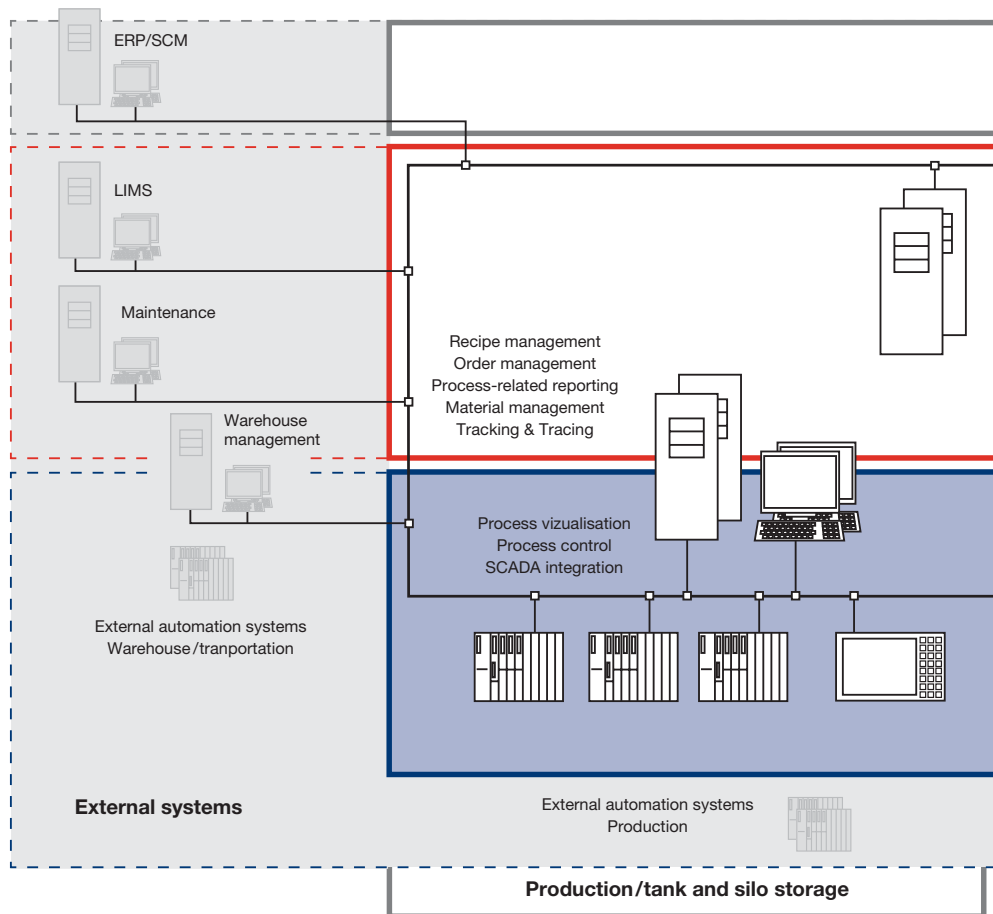 ERP/SCM
LIMS
Maintenance
Recipe management
Order management
Process-related reporting
Material management
Tracking & Tracing
Warehouse
management
Process vizualisation
Process control
SCADA integration
External automation systems
Warehouse/tranportation
External systems
External automation systems
Production
Production/tank and silo storage